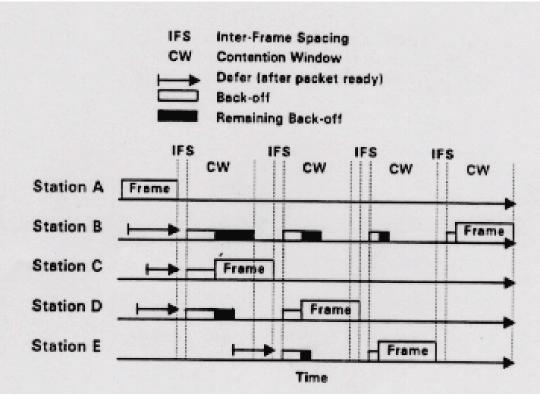 IFS Inter-Frame Spacing
CW Contention Window
Defer (after packet ready)
Back-off
Remaining Back-off
IFS CW IFS CW IFS CW IFS CW
Station A Frame
Station B Frame
Station C Frame
Station D Frame
Station E Frame
Time